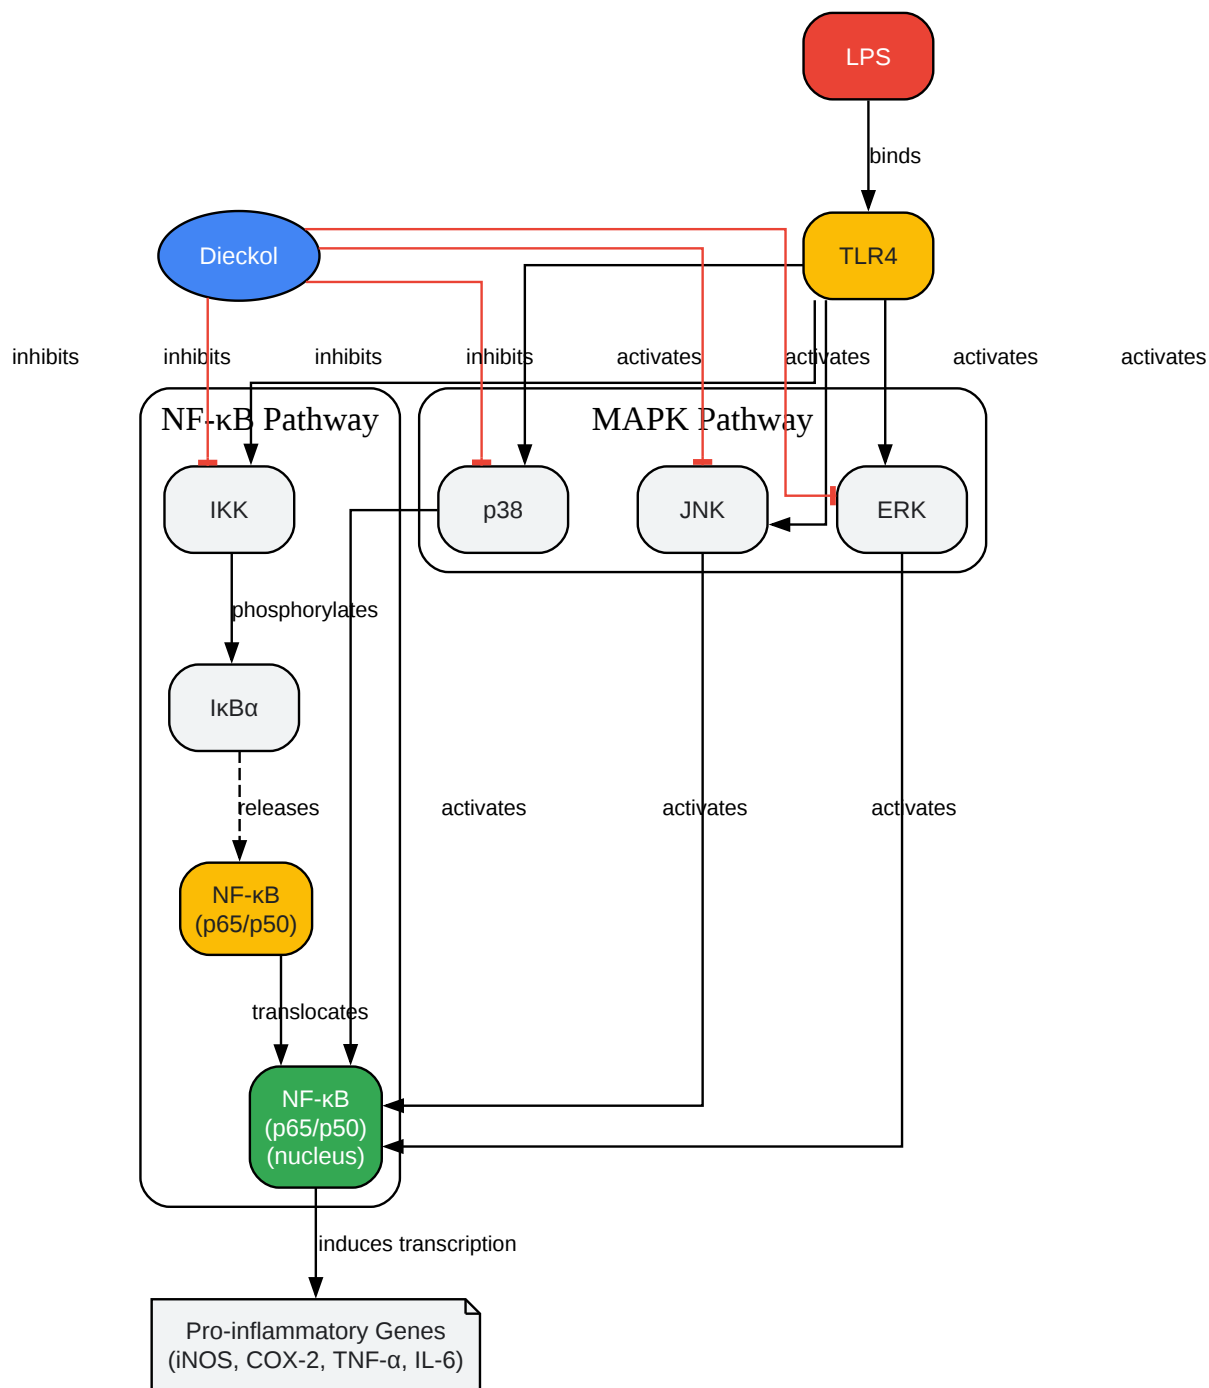 LPS
binds
Dieckol
TLR4
inhibits
inhibits
inhibits
inhibits
activates
activates
activates
activates
NF-κB Pathway
MAPK Pathway
IKK
p38
JNK
ERK
phosphorylates
IκBα
releases
activates
activates
activates
NF-κB
(p65/p50)
translocates
NF-κB
(p65/p50)
(nucleus)
induces transcription
Pro-inflammatory Genes
(iNOS, COX-2, TNF-α, IL-6)